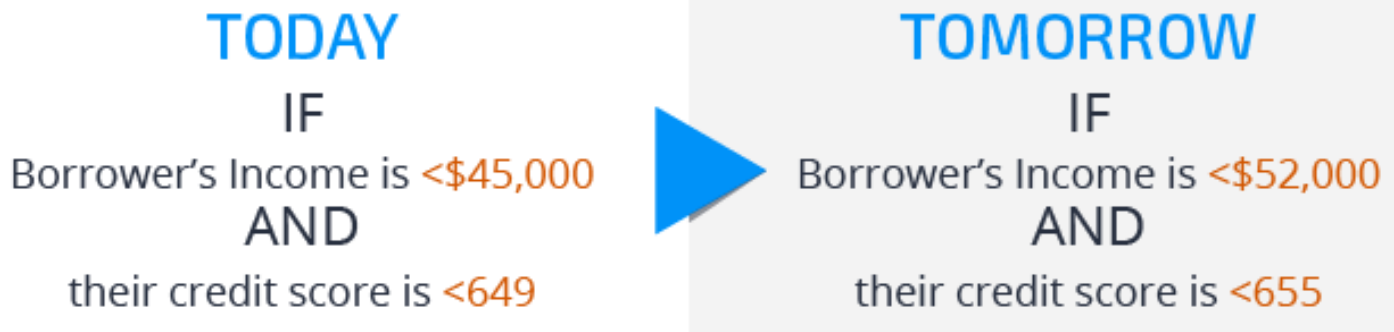 TODAY
IF
Borrower’s Income is <$45,000
AND
their credit score is <649
TOMORROW
IF
Borrower’s Income is <$52,000
AND
their credit score is <655